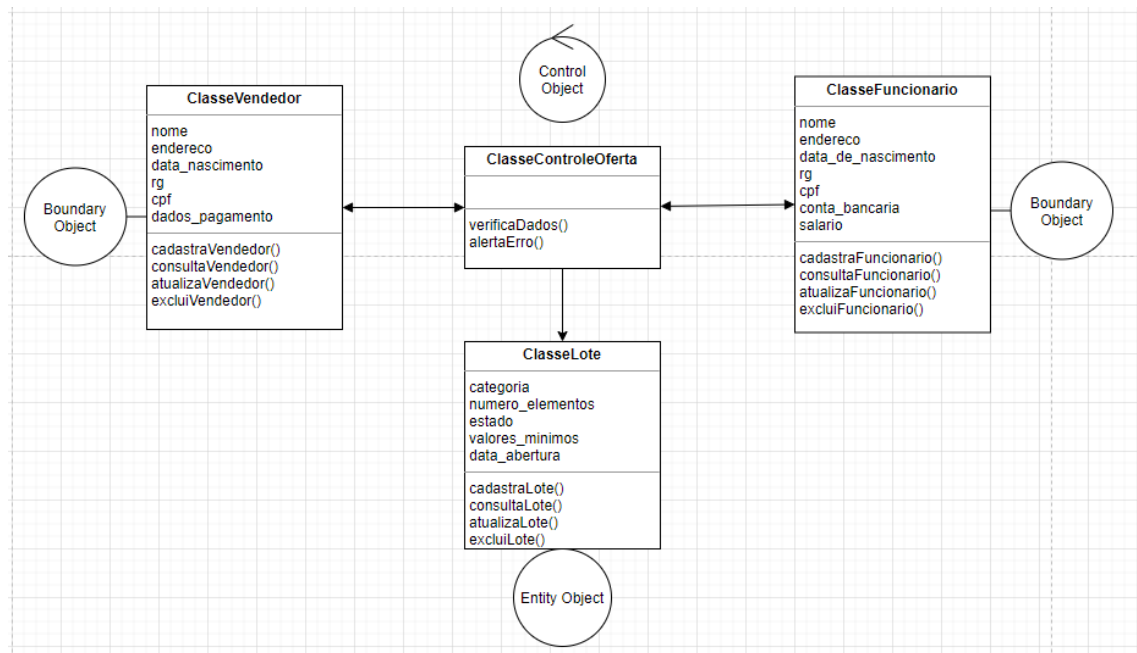 Control
Object
ClasseVendedor
nome
endereco
data_nascimento
rg
cpf
dados_pagamento
cadastraVendedor()
consultaVendedor()
atualizaVendedor()
excluiVendedor()
Boundary
Object
ClasseControleOferta
verificaDados()
alertaErro()
ClasseFuncionario
nome
endereco
data_de_nascimento
rg
cpf
conta_bancaria
salario
cadastraFuncionario()
consultaFuncionario()
atualizaFuncionario()
excluiFuncionario()
Boundary
Object
ClasseLote
categoria
numero_elementos
estado
valores_minimos
data_abertura
cadastraLote()
consultaLote()
atualizaLote()
excluiLote()
Entity Object